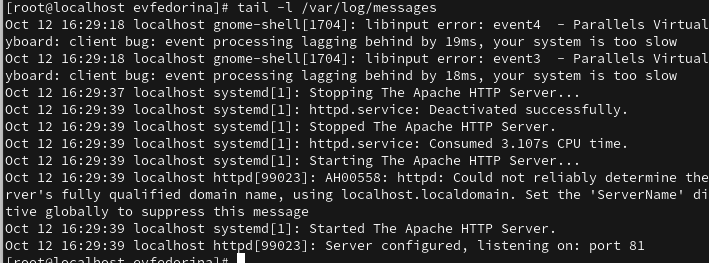 [root@localhost evfedorina]# tail -l /var/log/messages
Oct 12 16:29:18 localhost gnome-shell[1704]: libinput error: event4  - Parallels Virtual
yboard: client bug: event processing lagging behind by 19ms, your system is too slow
Oct 12 16:29:18 localhost gnome-shell[1704]: libinput error: event3  - Parallels Virtual
yboard: client bug: event processing lagging behind by 18ms, your system is too slow
Oct 12 16:29:37 localhost systemd[1]: Stopping The Apache HTTP Server...
Oct 12 16:29:39 localhost systemd[1]: httpd.service: Deactivated successfully.
Oct 12 16:29:39 localhost systemd[1]: Stopped The Apache HTTP Server.
Oct 12 16:29:39 localhost systemd[1]: httpd.service: Consumed 3.107s CPU time.
Oct 12 16:29:39 localhost systemd[1]: Starting The Apache HTTP Server...
Oct 12 16:29:39 localhost httpd[99023]: AH00558: httpd: Could not reliably determine the
rver's fully qualified domain name, using localhost.localdomain. Set the 'ServerName' di
tive globally to suppress this message
Oct 12 16:29:39 localhost systemd[1]: Started The Apache HTTP Server.
Oct 12 16:29:39 localhost httpd[99023]: Server configured, listening on: port 81
[root@localhost evfedorina]#